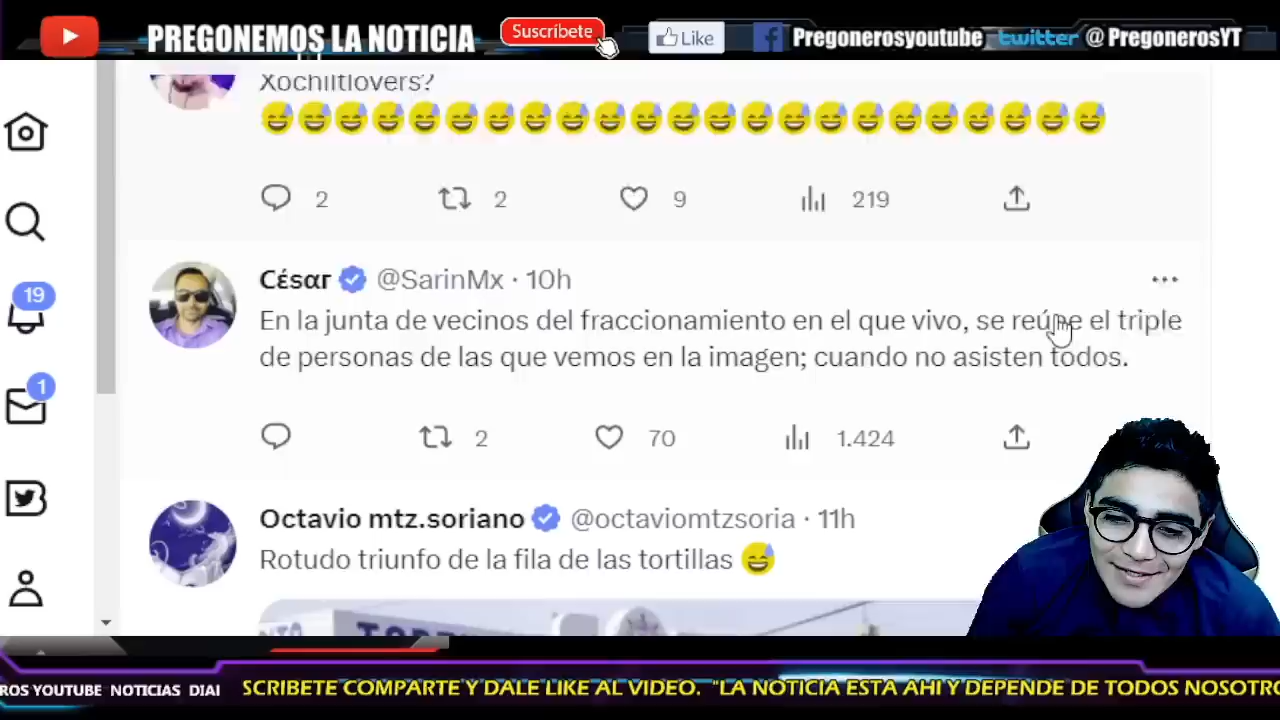 PREGONEMOS LA NOTICIA
Suscríbete
Like
Pregonerosyoutube
twitter @PregonerosYT
Xochiltlovers?
😅😅😅😅😅😅😅😅😅😅😅😅😅😅😅😅😅😅😅😅😅😅😅
2 2 9 219
Cέsαr @SarinMx · 10h
En la junta de vecinos del fraccionamiento en el que vivo, se reúne el triple
de personas de las que vemos en la imagen; cuando no asisten todos.
2 70 1.424
Octavio mtz.soriano @octaviomtzsoria · 11h
Rotudo triunfo de la fila de las tortillas 😅
19
1
ROS YOUTUBE NOTICIAS DIAI
SCRIBETE COMPARTE Y DALE LIKE AL VIDEO. "LA NOTICIA ESTA AHI Y DEPENDE DE TODOS NOSOTRO